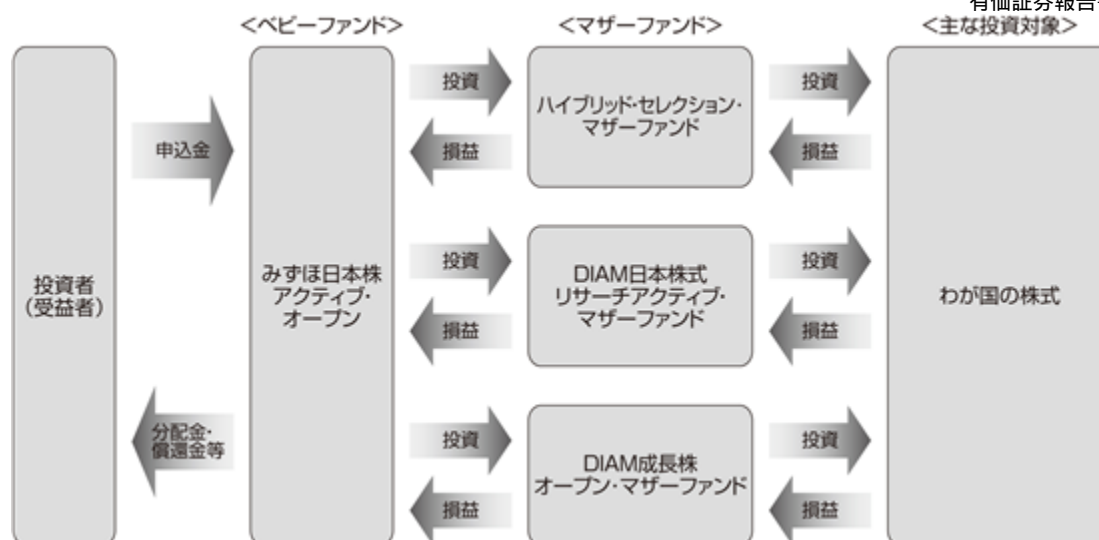 有価証券報告
＜ベビーファンド＞
＜マザーファンド＞
＜主な投資対象＞
投資者
（受益者）
申込金
分配金・
償還金等
みずほ日本株
アクティブ・
オープン
投資
損益
ハイブリッド・セレクション・
マザーファンド
投資
損益
投資
損益
DIAM日本株式
リサーチアクティブ・
マザーファンド
投資
損益
投資
損益
DIAM成長株
オープン・マザーファンド
投資
損益
わが国の株式